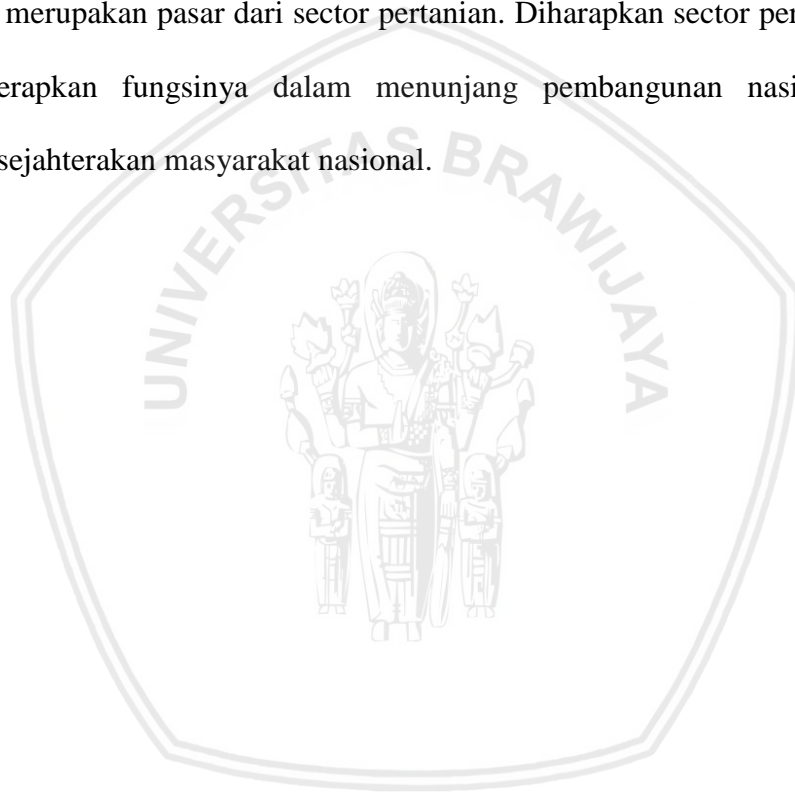 merupakan pasar dari sector pertanian. Diharapkan sector per
erapkan fungsinya dalam menunjang pembangunan nasi
sejahterakan masyarakat nasional.
UNIVERSITAS BRAWIJAYA